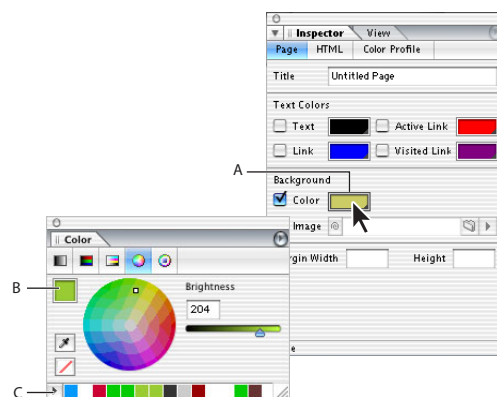 Inspector View
Page HTML Color Profile
Title Untitled Page
Text Colors
Text Active Link
Link Visited Link
A
Background
Color
Image
rgin Width Height
e
Color
B
Brightness
204
C